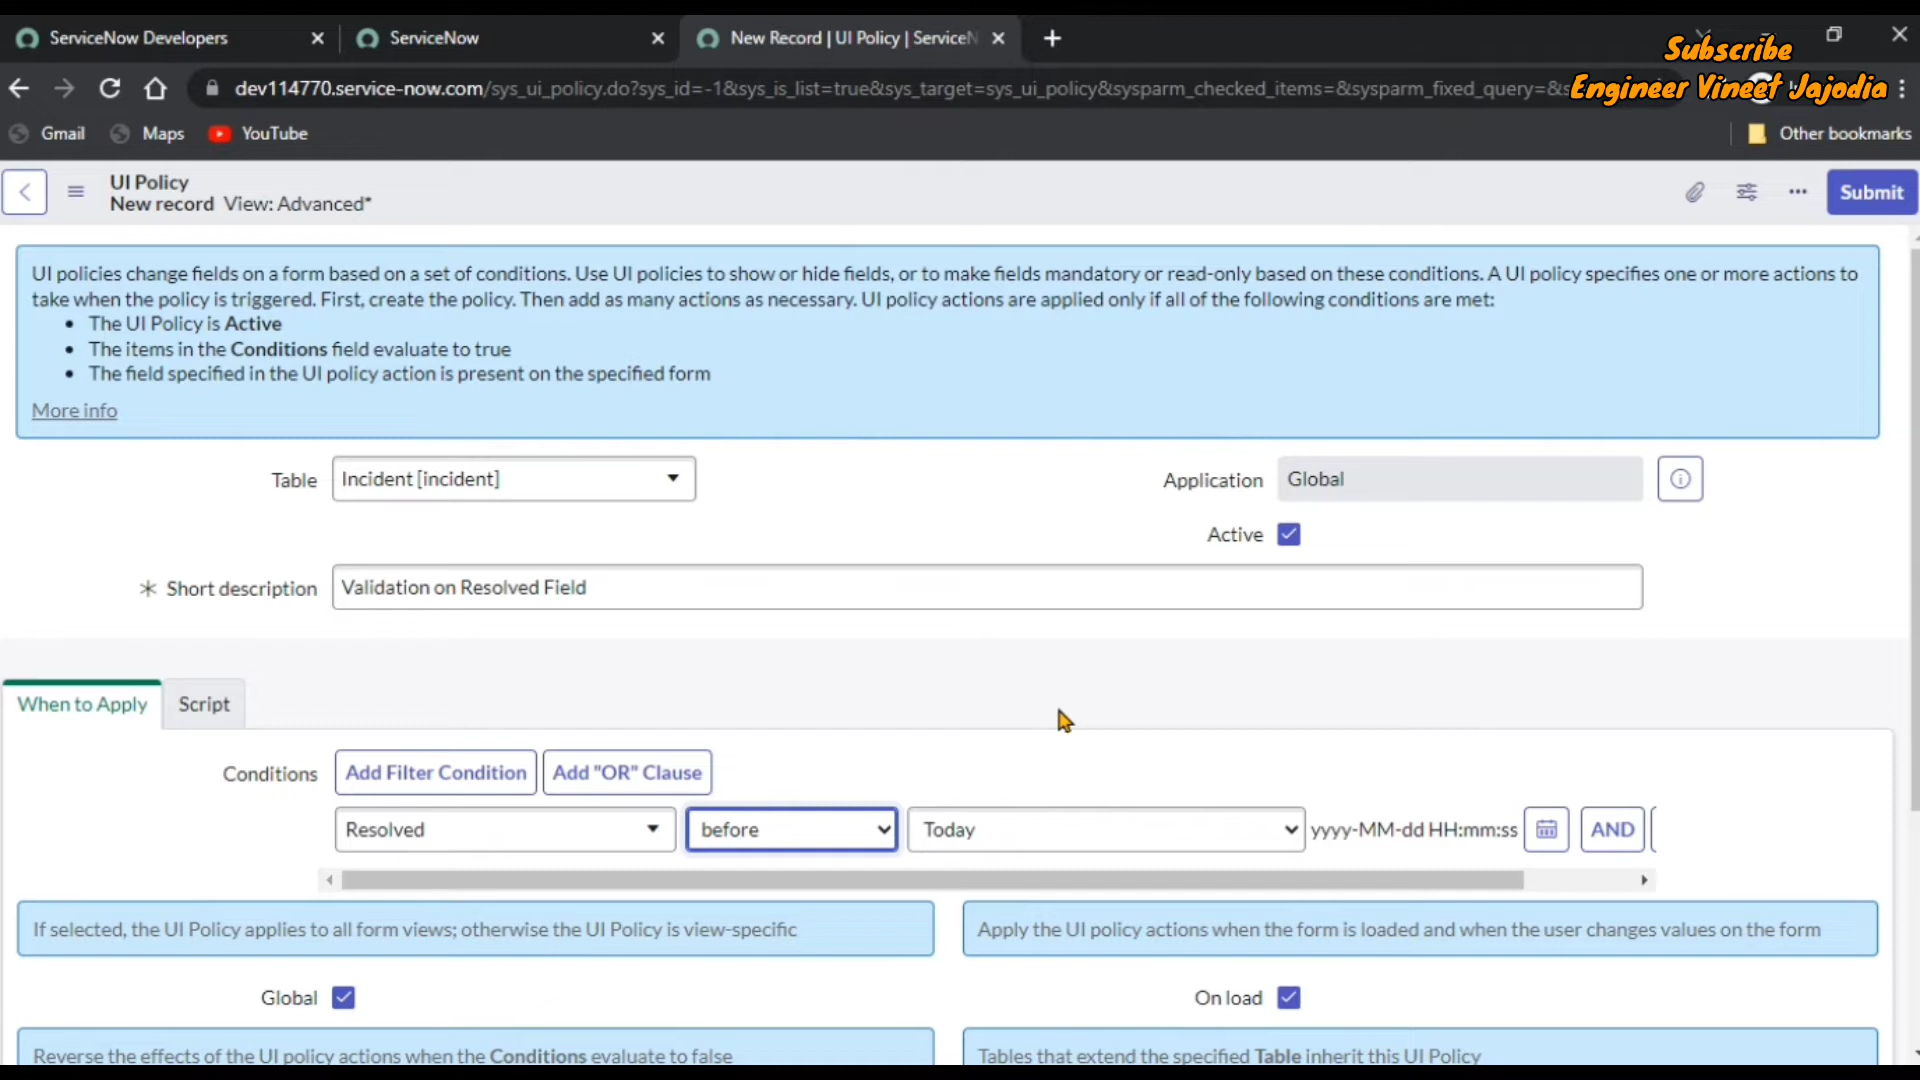 ServiceNow Developers
ServiceNow
New Record | UI Policy | ServiceN
Subscribe
Engineer Vineet Jajodia
dev114770.service-now.com/sys_ui_policy.do?sys_id=-1&sys_is_list=true&sys_target=sys_ui_policy&sysparm_checked_items=&sysparm_fixed_query=&s
Gmail
Maps
YouTube
Other bookmarks
UI Policy
New record View: Advanced*
Submit
UI policies change fields on a form based on a set of conditions. Use UI policies to show or hide fields, or to make fields mandatory or read-only based on these conditions. A UI policy specifies one or more actions to
take when the policy is triggered. First, create the policy. Then add as many actions as necessary. UI policy actions are applied only if all of the following conditions are met:
• The UI Policy is Active
• The items in the Conditions field evaluate to true
• The field specified in the UI policy action is present on the specified form
More info
Table
Incident [incident]
Application
Global
Active
Short description
Validation on Resolved Field
When to Apply
Script
Conditions
Add Filter Condition
Add "OR" Clause
Resolved
before
Today
yyyy-MM-dd HH:mm:ss
AND
If selected, the UI Policy applies to all form views; otherwise the UI Policy is view-specific
Apply the UI policy actions when the form is loaded and when the user changes values on the form
Global
On load
Reverse the effects of the UI policy actions when the Conditions evaluate to false
Tables that extend the specified Table inherit this UI Policy